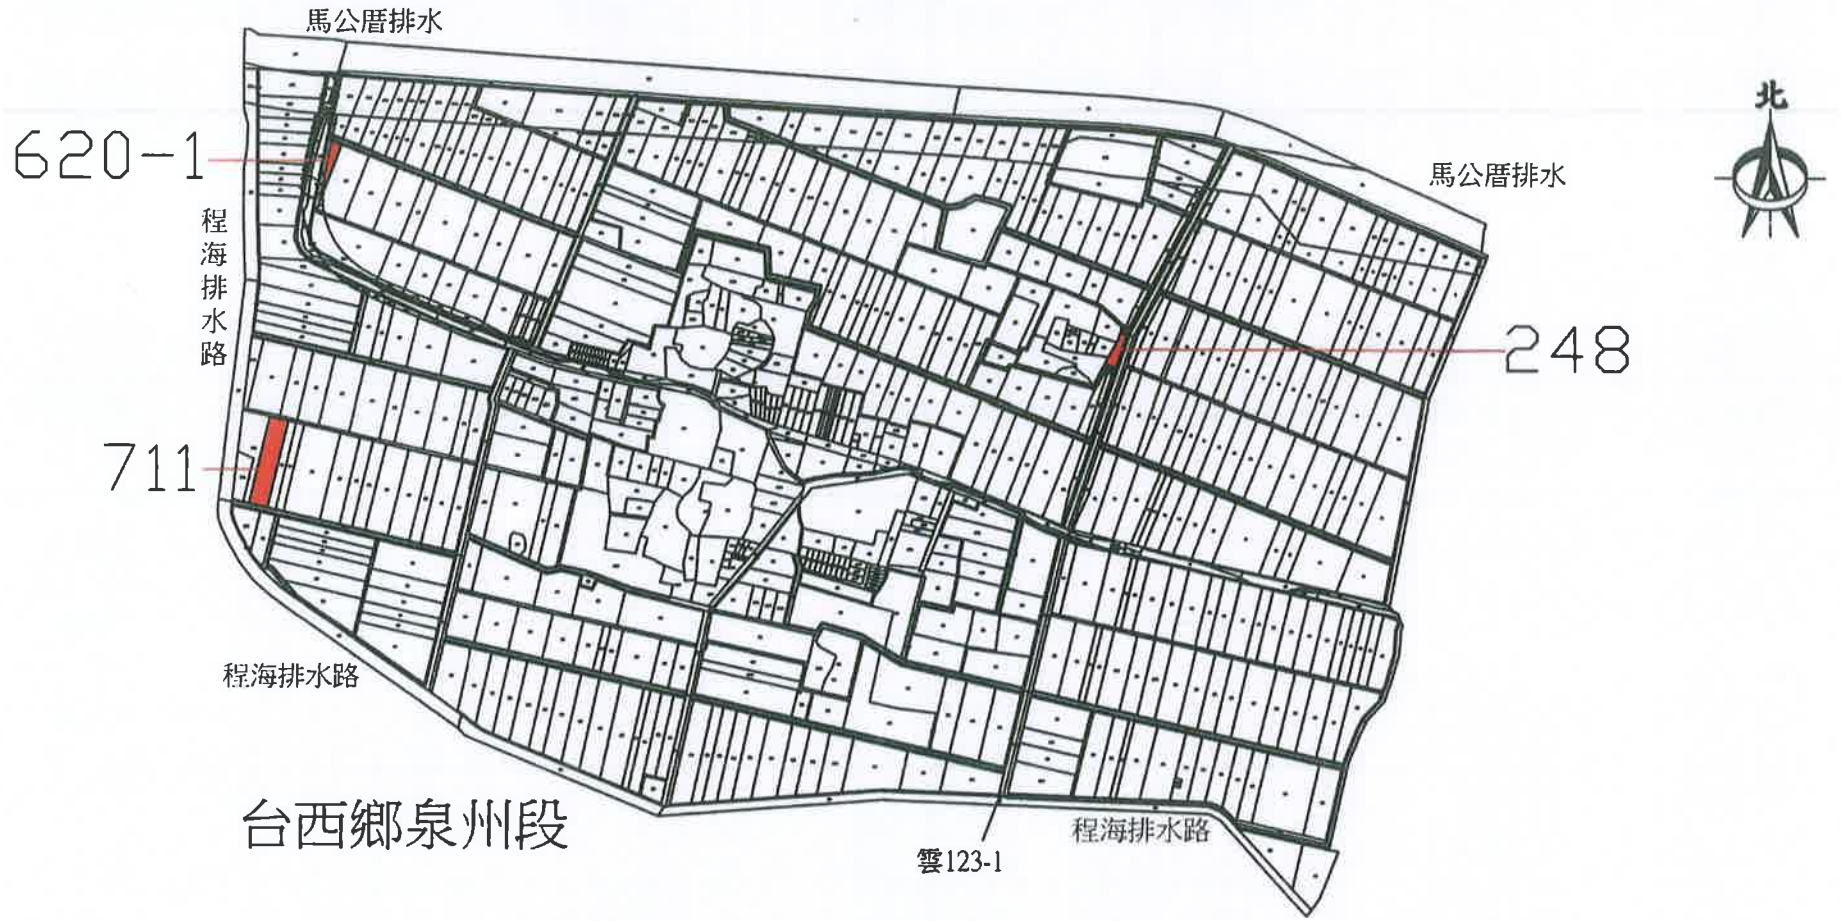 馬公厝排水
北
620-1
馬公厝排水
程海排水路
248
711
程海排水路
台西鄉泉州段
程海排水路
雲123-1